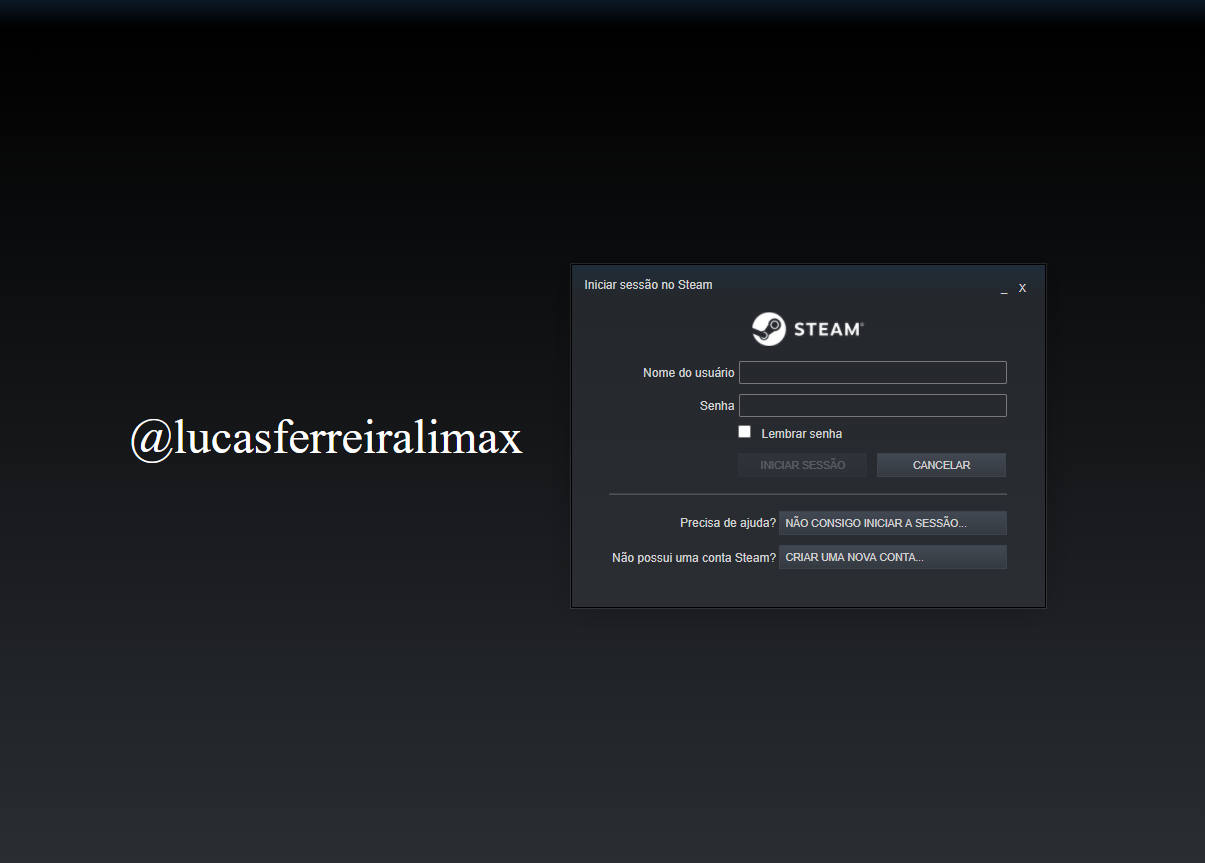 @lucasferreiralimax
Iniciar sessão no Steam
_ X
STEAM®
Nome do usuário
Senha
Lembrar senha
INICIAR SESSÃO CANCELAR
Precisa de ajuda? NÃO CONSIGO INICIAR A SESSÃO...
Não possui uma conta Steam? CRIAR UMA NOVA CONTA...